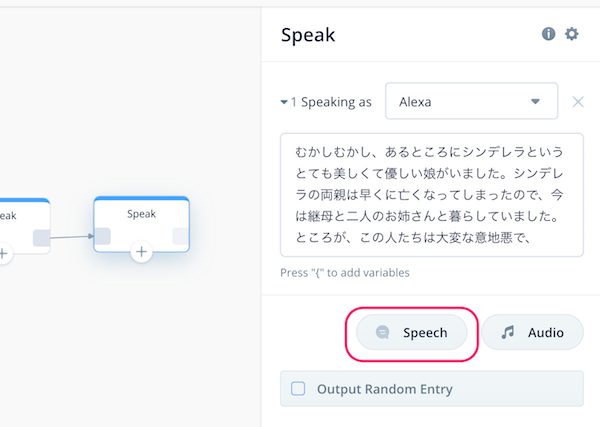 Speak
1 Speaking as
Alexa
むかしむかし、あるところにシンデレラという
とても美しくて優しい娘がいました。シンデレ
ラの両親は早くに亡くなってしまったので、今
は継母と二人のお姉さんと暮らしていました。
ところが、この人たちは大変な意地悪で、
Press "{" to add variables
Speech
Audio
Output Random Entry
eak
Speak